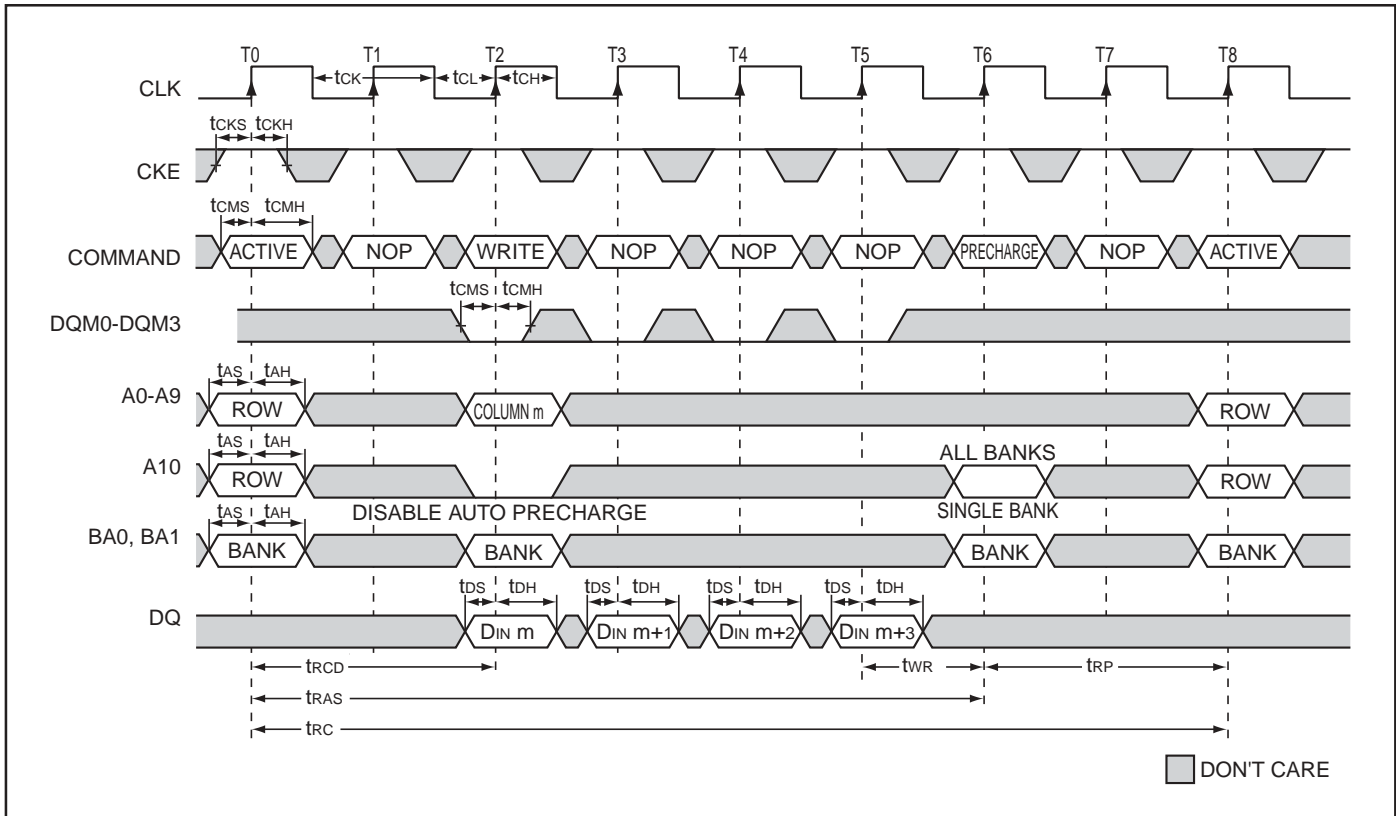 T0 T1 T2 T3 T4 T5 T6 T7 T8
CLK tCK tCL tCH
tCKS tCKH
CKE
tCMS tCMH
COMMAND ACTIVE NOP WRITE NOP NOP NOP PRECHARGE NOP ACTIVE
tCMS tCMH
DQM0-DQM3
tAS tAH
A0-A9 ROW COLUMN m ROW
tAS tAH ALL BANKS
A10 ROW ROW
tAS tAH DISABLE AUTO PRECHARGE SINGLE BANK
BA0, BA1 BANK BANK BANK BANK
tDS tDH tDS tDH tDS tDH tDS tDH
DQ DIN m DIN m+1 DIN m+2 DIN m+3
tRCD tWR tRP
tRAS
tRC
DON'T CARE